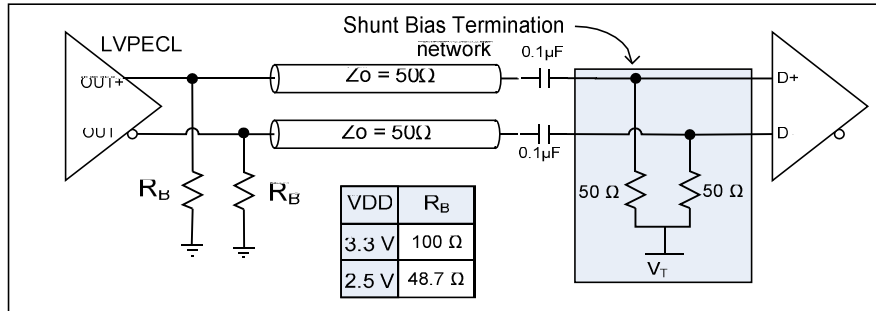 Shunt Bias Termination
network
LVPECL
0.1µF
OUT+
Zo = 50Ω
D+
OUT
Zo = 50Ω
D
0.1µF
RB
RB
50 Ω
50 Ω
VT
VDD RB
3.3 V 100 Ω
2.5 V 48.7 Ω